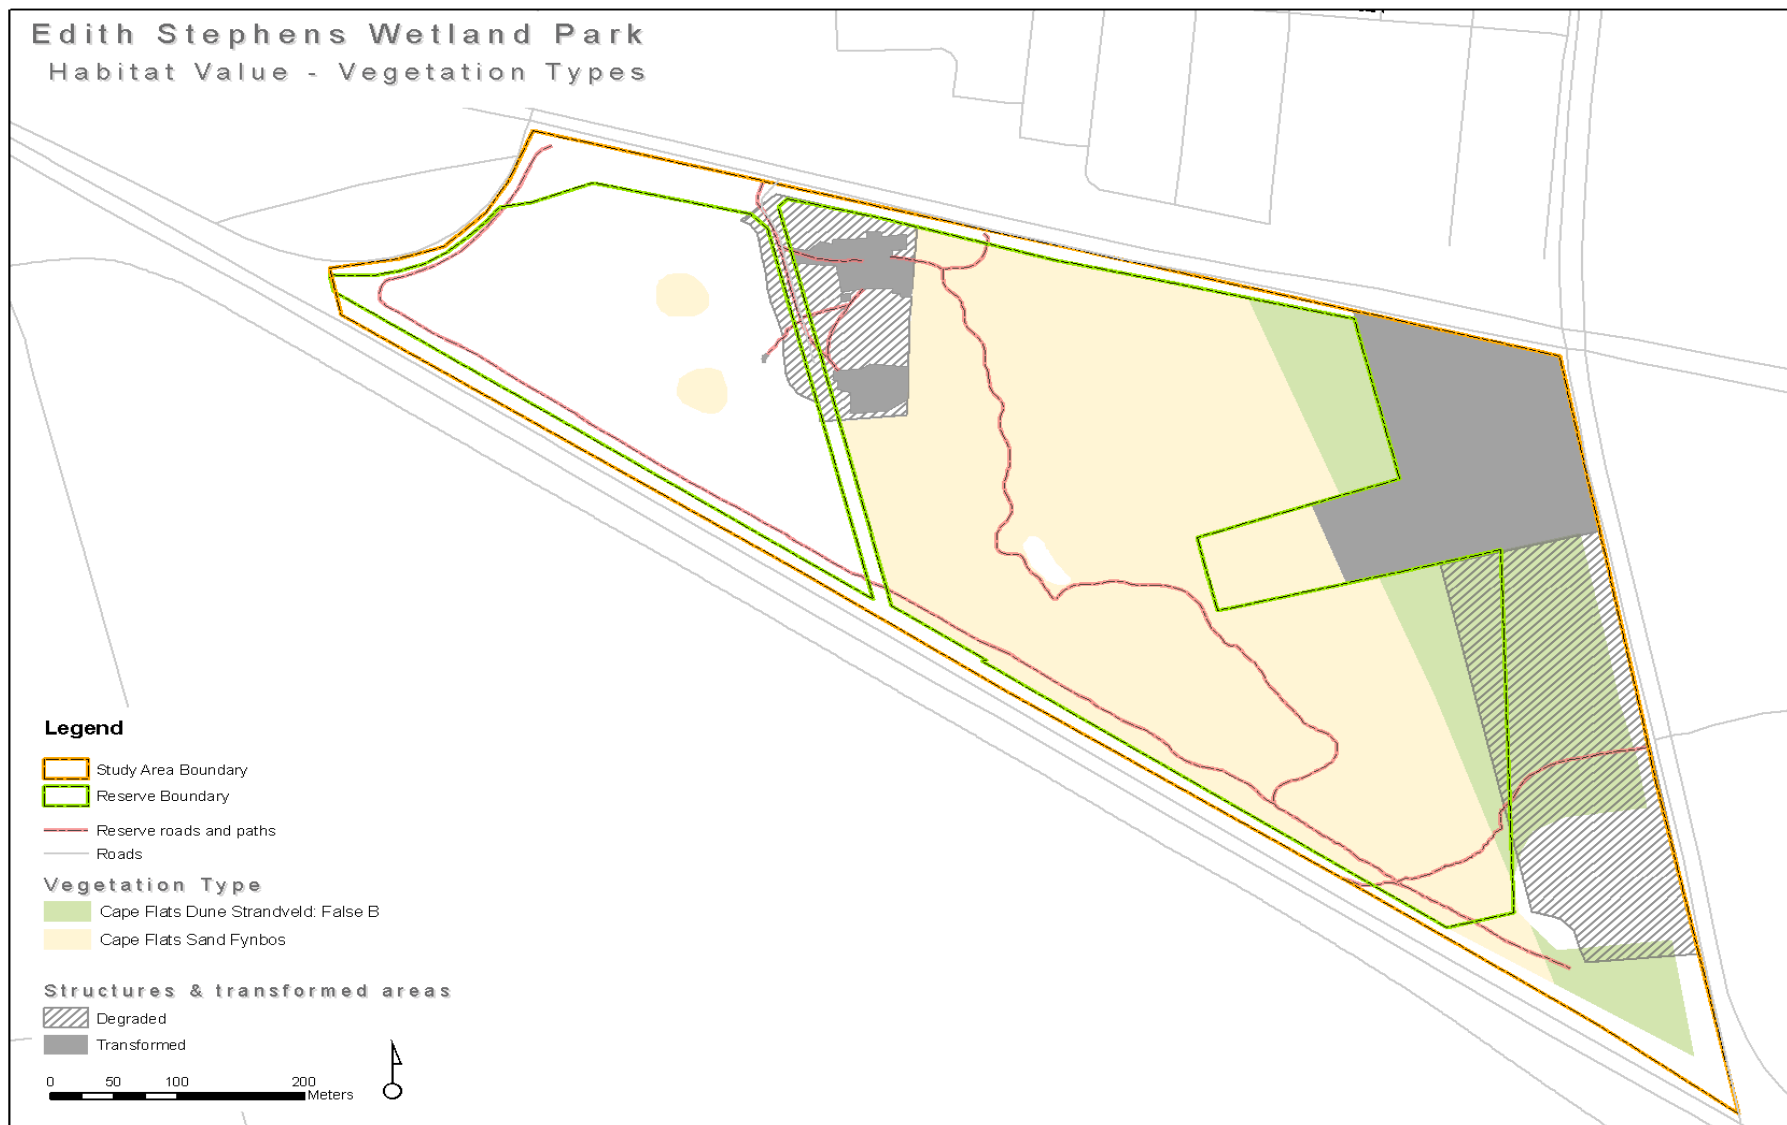 Edith Stephens Wetland Park
Habitat Value - Vegetation Types
Legend
Study Area Boundary
Reserve Boundary
Reserve roads and paths
Roads
Vegetation Type
Cape Flats Dune Strandveld: False B
Cape Flats Sand Fynbos
Structures & transformed areas
Degraded
Transformed
0 50 100 200
Meters